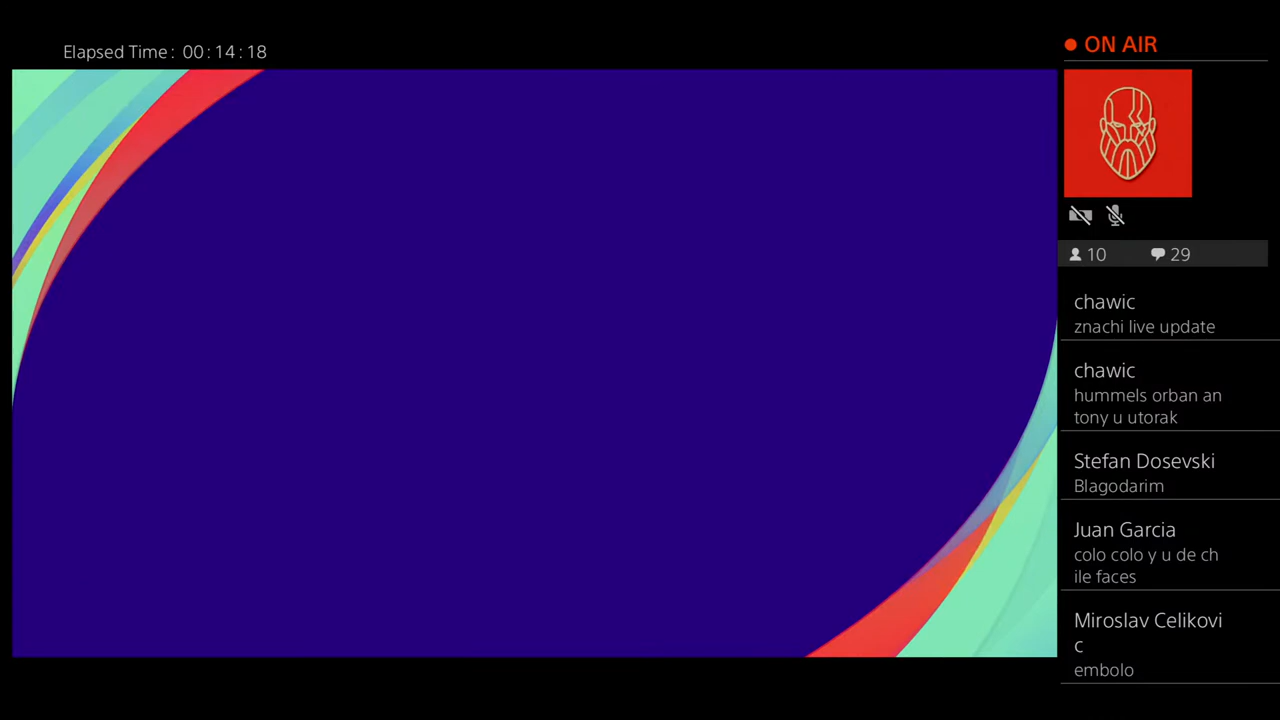 Elapsed Time: 00:14:18
ON AIR
10 29
chawic
znachi live update
chawic
hummels orban an
tony u utorak
Stefan Dosevski
Blagodarim
Juan Garcia
colo colo y u de ch
ile faces
Miroslav Celikovi
c
embolo